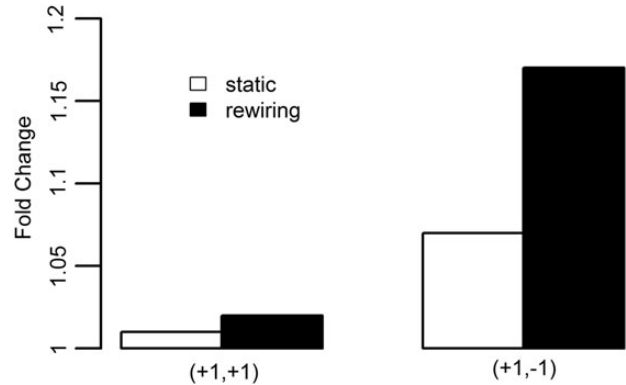 1.2
1.15
1.1
1.05
1
Fold Change
static
rewiring
(+1,+1)
(+1,-1)